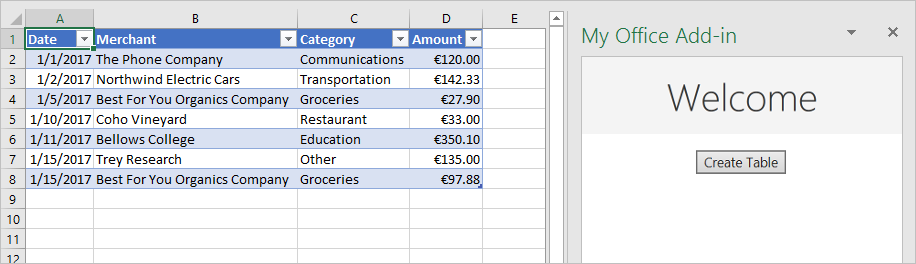 A B C D E
1 Date Merchant Category Amount
2 1/1/2017 The Phone Company Communications €120.00
3 1/2/2017 Northwind Electric Cars Transportation €142.33
4 1/5/2017 Best For You Organics Company Groceries €27.90
5 1/10/2017 Coho Vineyard Restaurant €33.00
6 1/11/2017 Bellows College Education €350.10
7 1/15/2017 Trey Research Other €135.00
8 1/15/2017 Best For You Organics Company Groceries €97.88
9
10
11
12
My Office Add-in
Welcome
Create Table